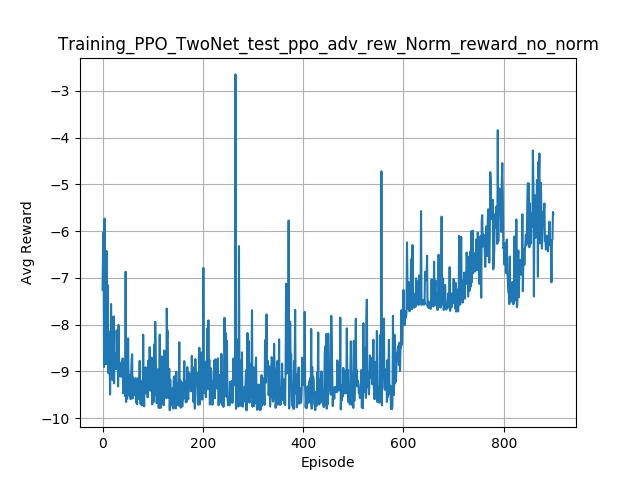 Training_PPO_TwoNet_test_ppo_adv_rew_Norm_reward_no_norm
−3
−4
−5
−6
−7
−8
−9
−10
Avg Reward
0 200 400 600 800
Episode